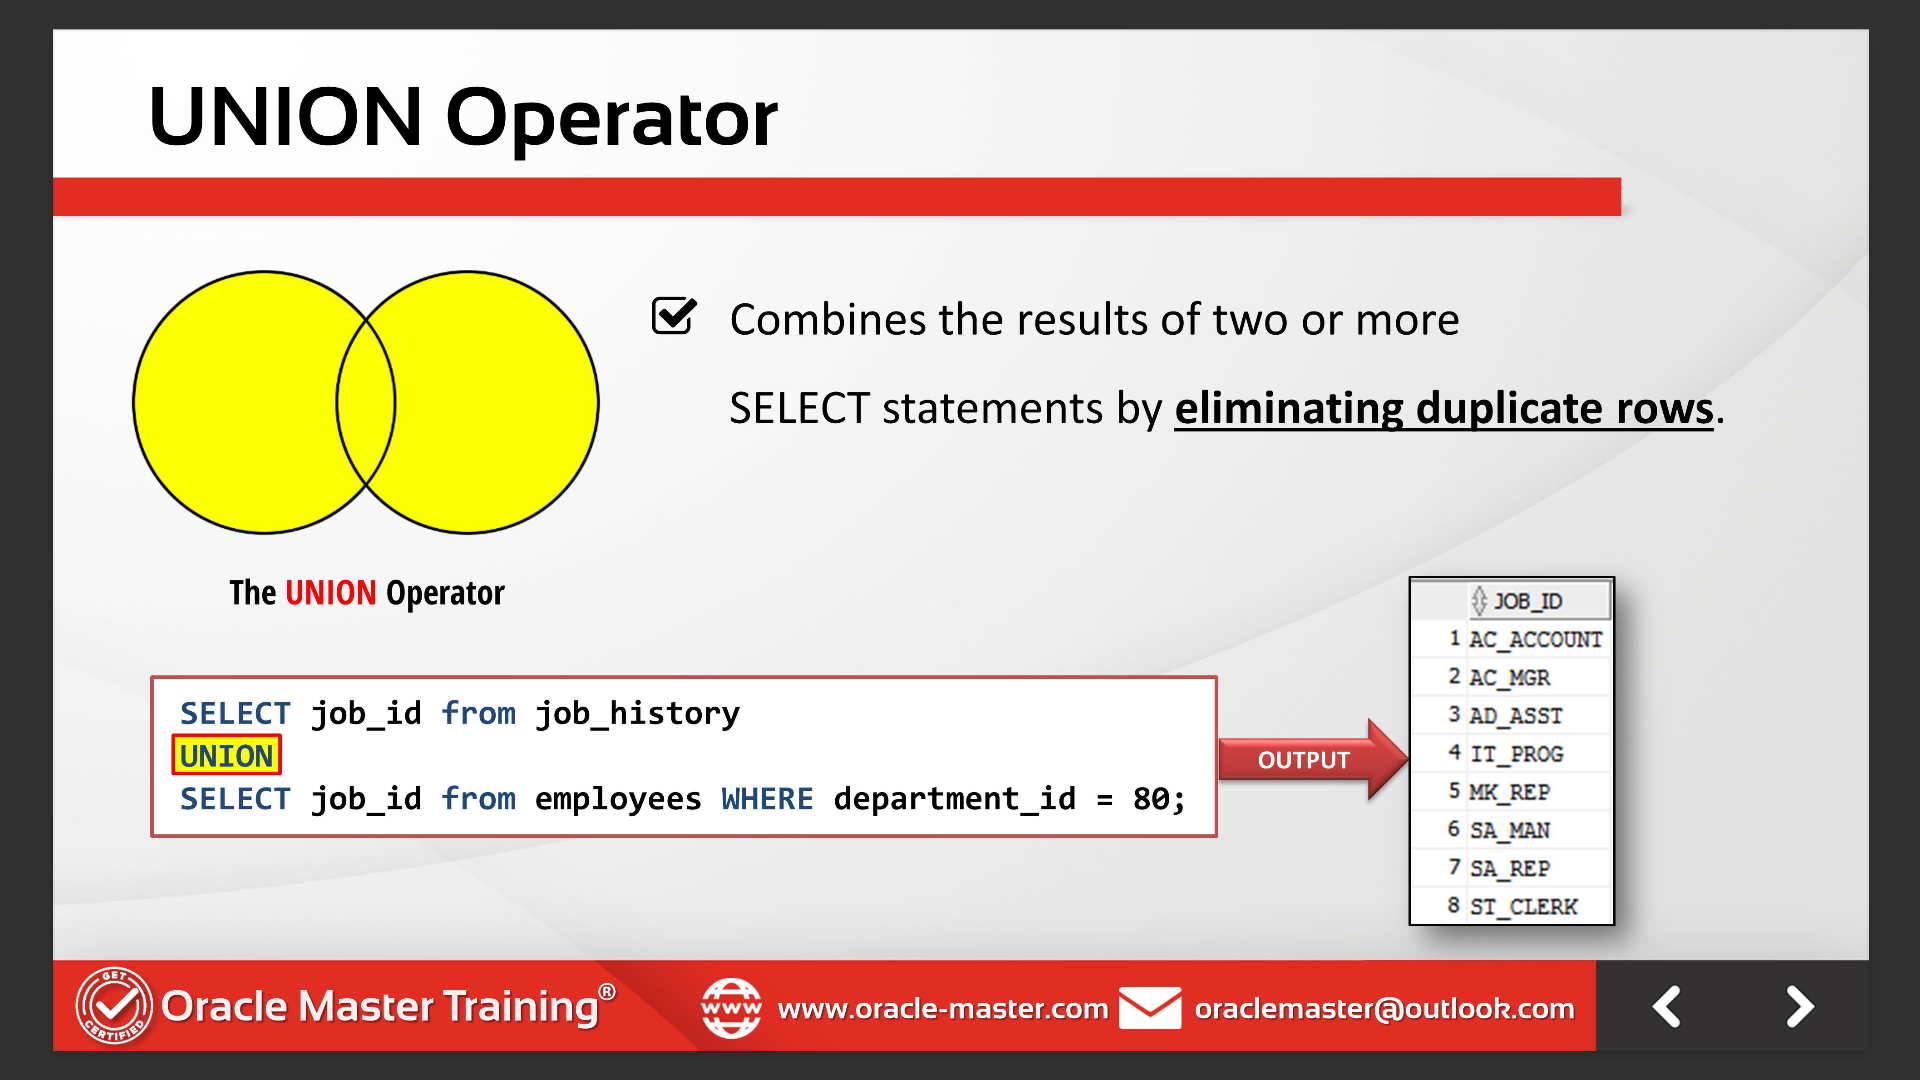 UNION Operator
Combines the results of two or more
SELECT statements by eliminating duplicate rows.
The UNION Operator
SELECT job_id from job_history
UNION
SELECT job_id from employees WHERE department_id = 80;
OUTPUT
JOB_ID
1 AC_ACCOUNT
2 AC_MGR
3 AD_ASST
4 IT_PROG
5 MK_REP
6 SA_MAN
7 SA_REP
8 ST_CLERK
GET
CERTIFIED
Oracle Master Training®
www
www.oracle-master.com
oraclemaster@outlook.com